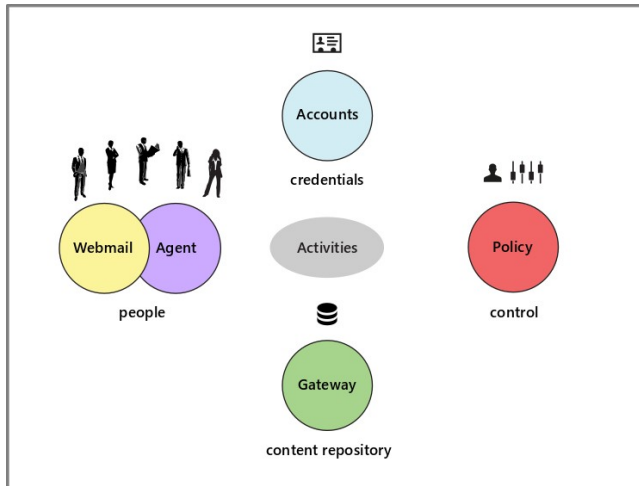 Accounts
credentials
Webmail
Agent
people
Activities
Policy
control
Gateway
content repository